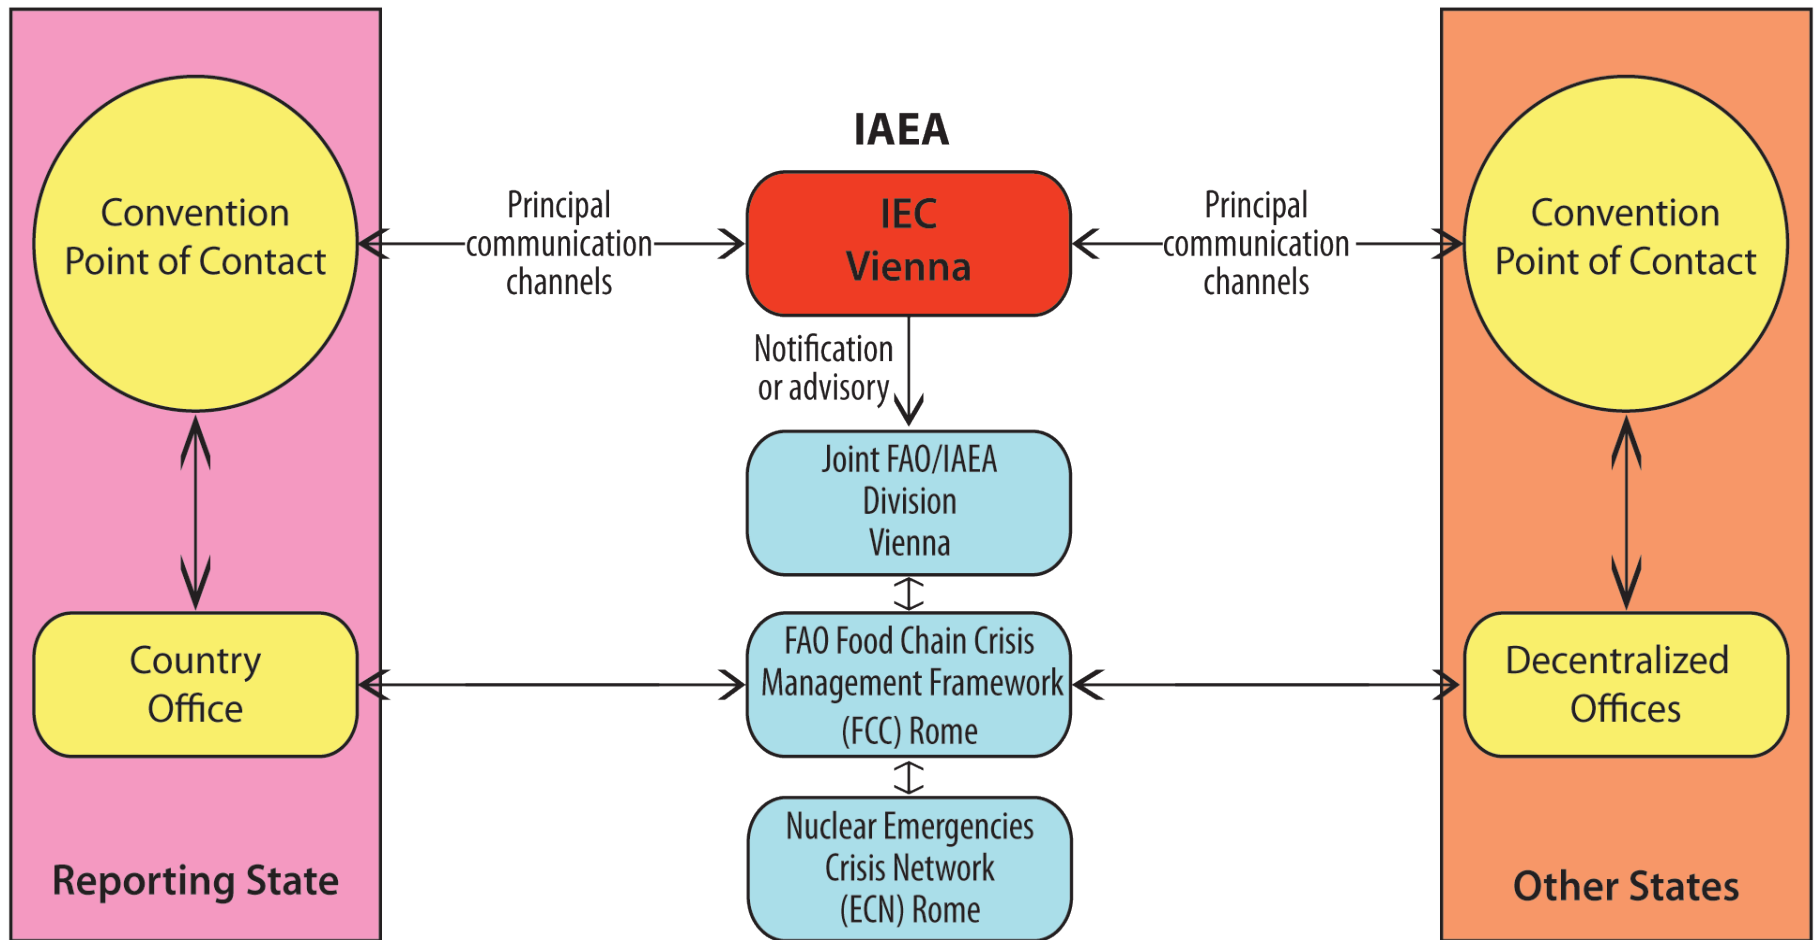 Convention
Point of Contact
Country
Office
Reporting State
Principal
communication
channels
IAEA
IEC
Vienna
Notification
or advisory
Joint FAO/IAEA
Division
Vienna
FAO Food Chain Crisis
Management Framework
(FCC) Rome
Nuclear Emergencies
Crisis Network
(ECN) Rome
Principal
communication
channels
Convention
Point of Contact
Decentralized
Offices
Other States